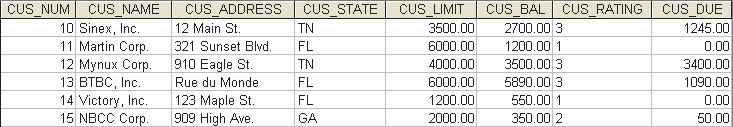 CUS_NUM CUS_NAME CUS_ADDRESS CUS_STATE CUS_LIMIT CUS_BAL CUS_RATING CUS_DUE
10 Sinex, Inc. 12 Main St. TN 3500.00 2700.00 3 1245.00
11 Martin Corp. 321 Sunset Blvd. FL 6000.00 1200.00 1 0.00
12 Mynux Corp. 910 Eagle St. TN 4000.00 3500.00 3 3400.00
13 BTBC, Inc. Rue du Monde FL 6000.00 5890.00 3 1090.00
14 Victory, Inc. 123 Maple St. FL 1200.00 550.00 1 0.00
15 NBCC Corp. 909 High Ave. GA 2000.00 350.00 2 50.00